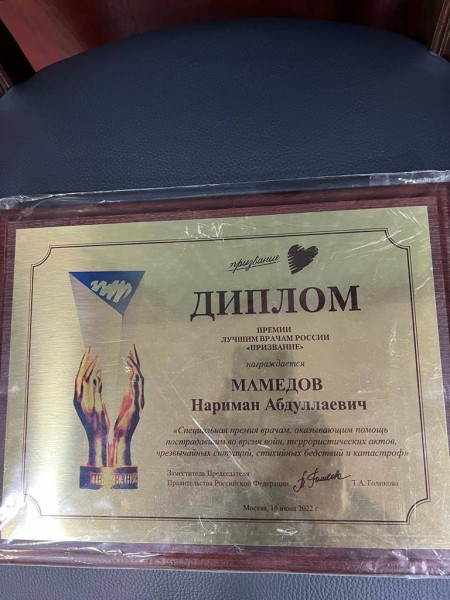 призвание
ДИПЛОМ
ПРЕМИИ
ЛУЧШИМ ВРАЧАМ РОССИИ
«ПРИЗВАНИЕ»
награждается
МАМЕДОВ
Нариман Абдуллаевич
«Специальная премия врачам, оказывающим помощь
пострадавшим во время войн, террористических актов,
чрезвычайных ситуаций, стихийных бедствий и катастроф»
Заместитель Председателя
Правительства Российской Федерации
Т.А. Голикова
Москва, 15 июня 2022 г.